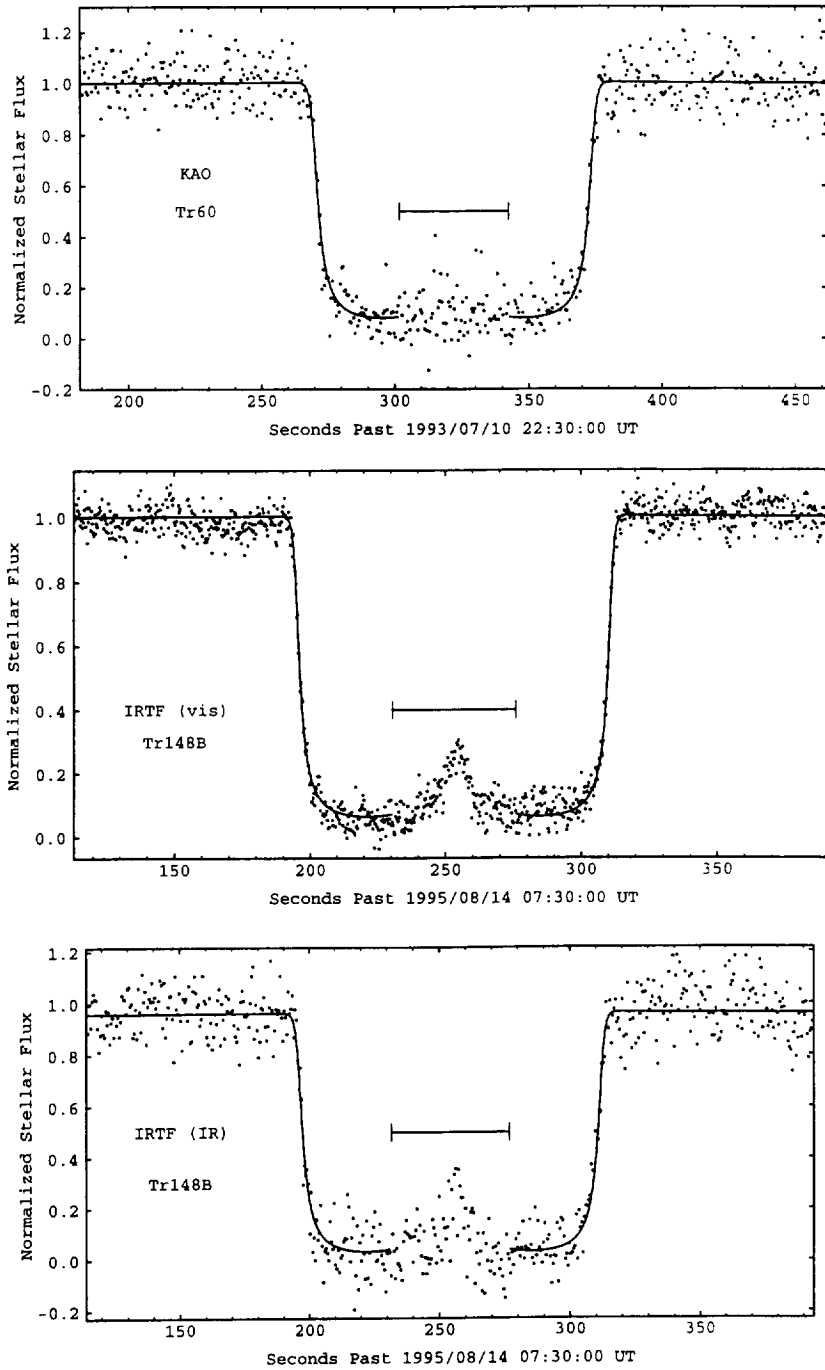 1.2
1.0
0.8
0.6
0.4
0.2
0.0
-0.2
Normalized Stellar Flux
KAO
Tr60
200 250 300 350 400 450
Seconds Past 1993/07/10 22:30:00 UT
1.0
0.8
0.6
0.4
0.2
0.0
Normalized Stellar Flux
IRTF (vis)
Tr148B
150 200 250 300 350
Seconds Past 1995/08/14 07:30:00 UT
1.2
1.0
0.8
0.6
0.4
0.2
0.0
-0.2
Normalized Stellar Flux
IRTF (IR)
Tr148B
150 200 250 300 350
Seconds Past 1995/08/14 07:30:00 UT